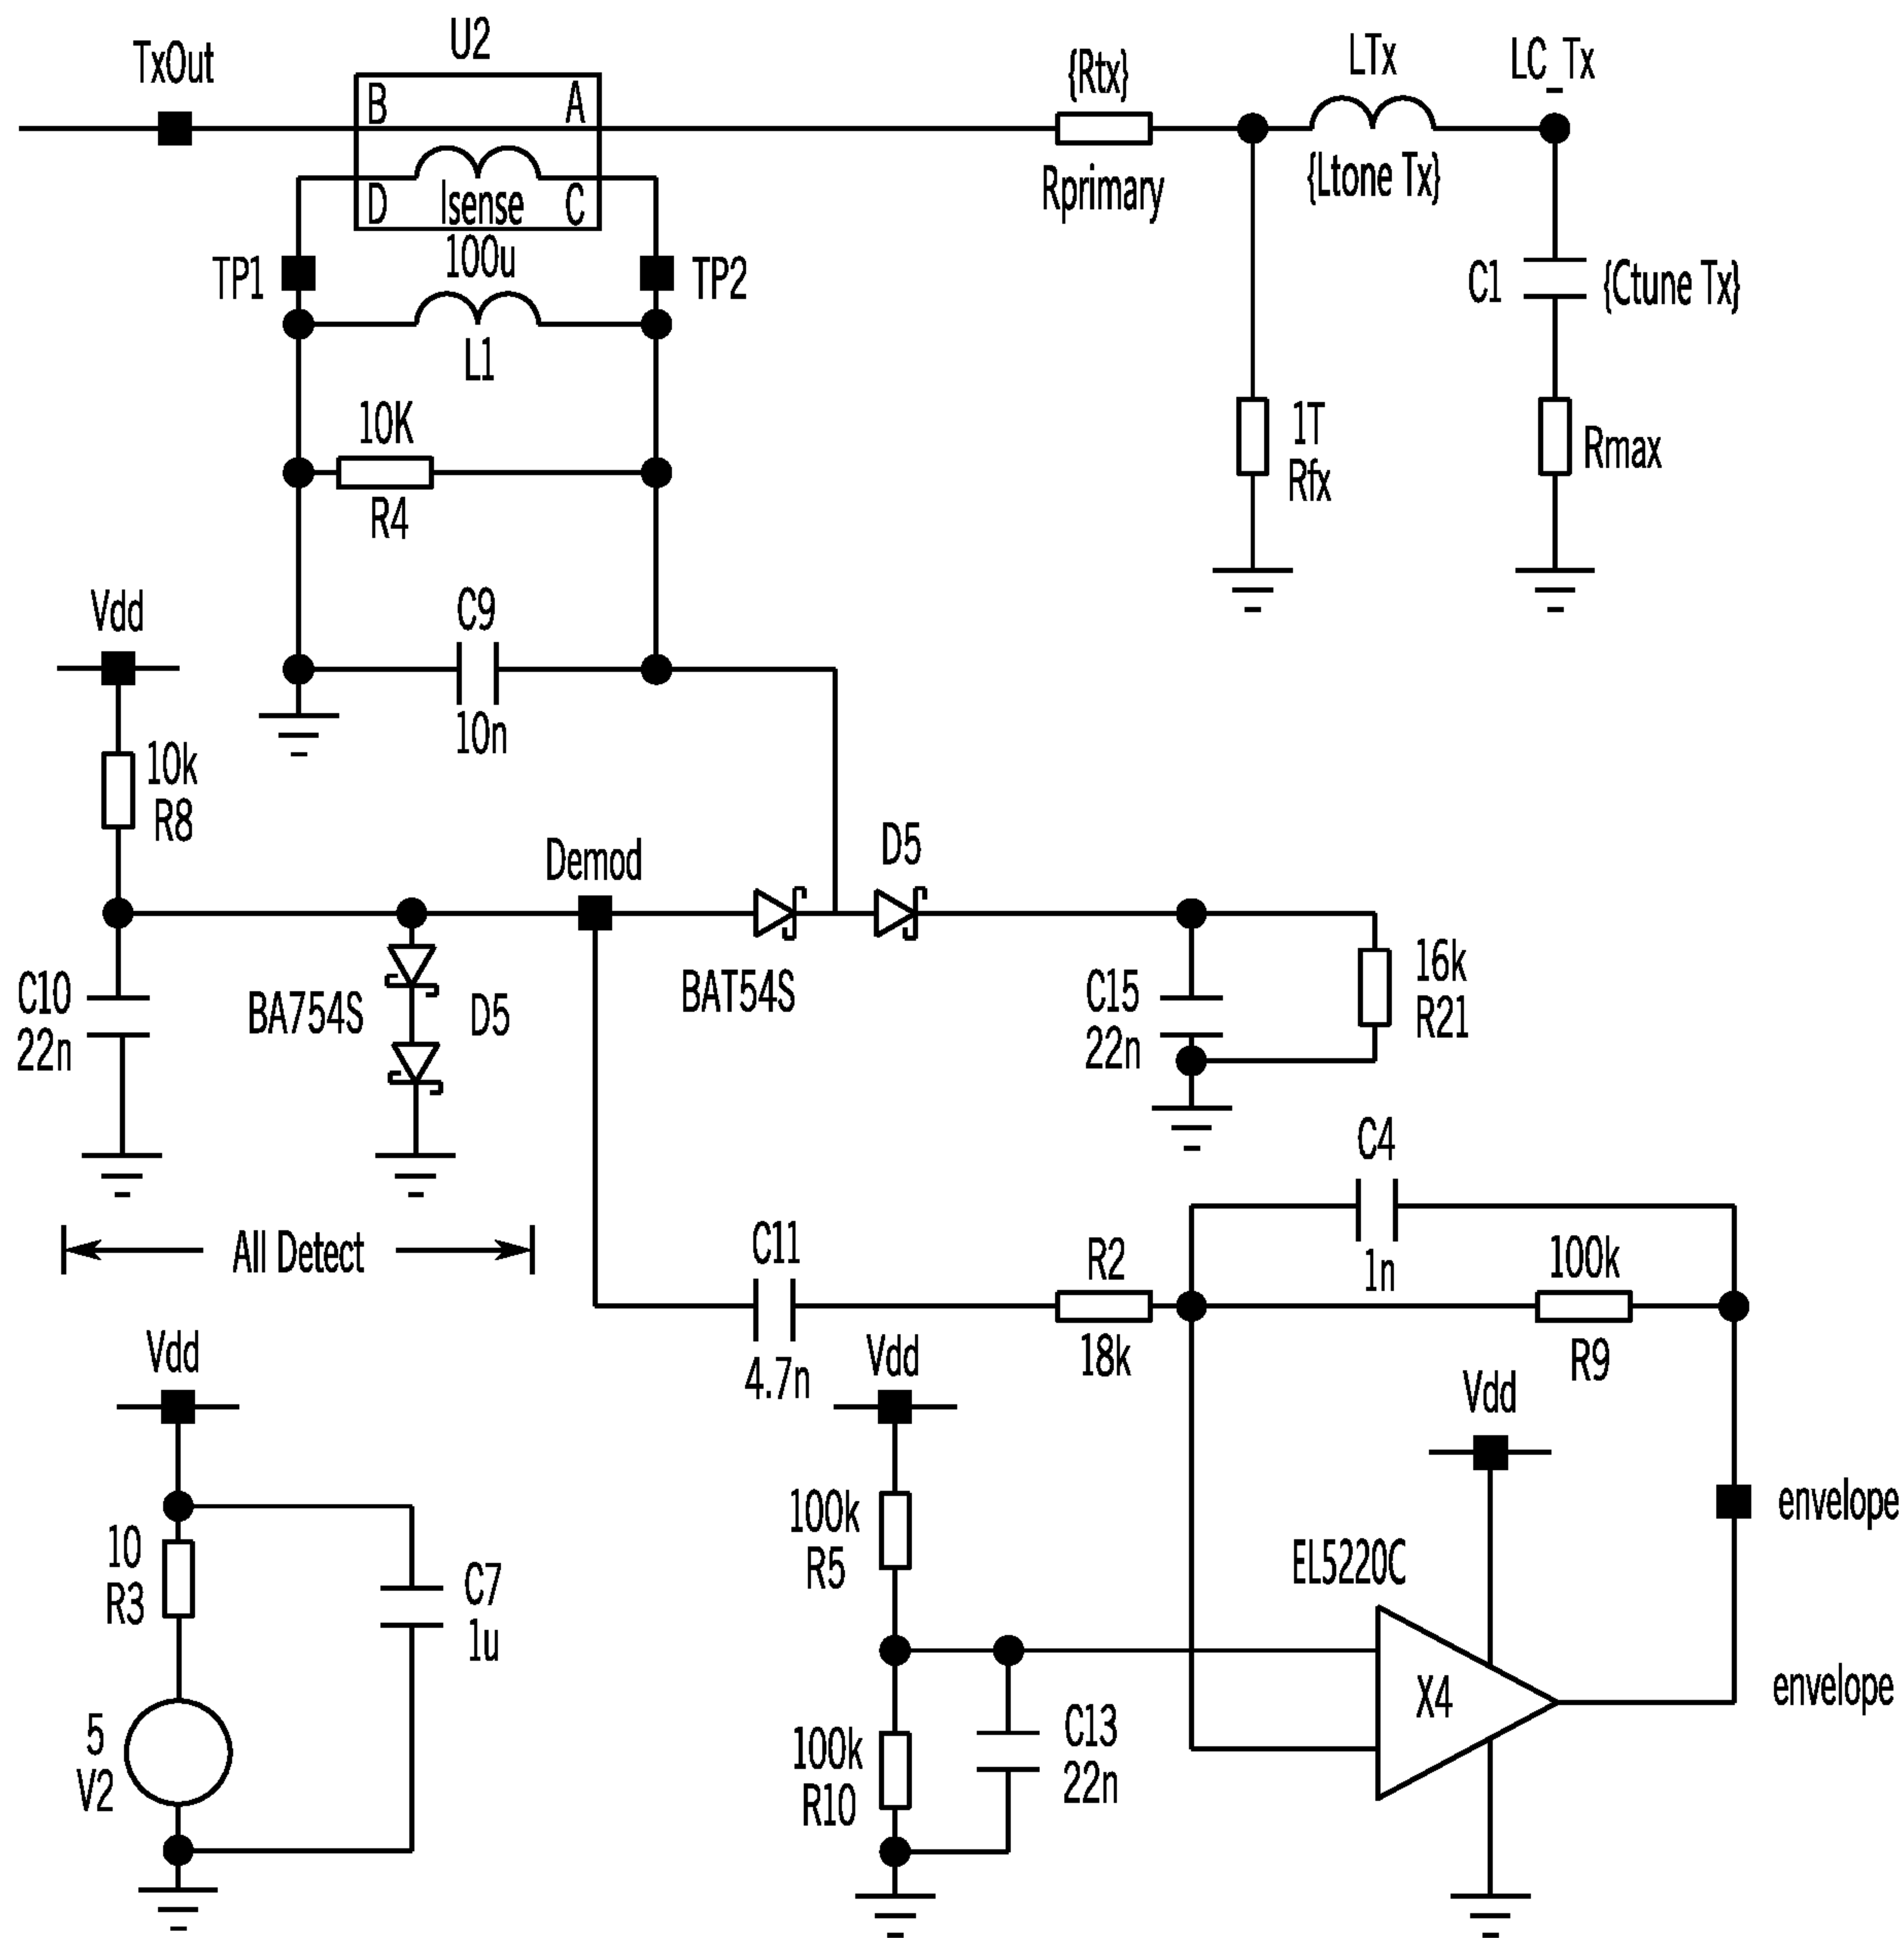 U2
TxOut
B
A
D
Isense
C
{Rtx}
Rprimary
LTx
{Ltone Tx}
LC_Tx
TP1
100u
TP2
L1
C1
{Ctune Tx}
10K
R4
1T
Rfx
Rmax
Vdd
C9
10n
10k
R8
Demod
D5
C10
22n
BA754S
D5
BAT54S
C15
22n
16k
R21
All Detect
C4
1n
C11
4.7n
R2
18k
100k
R9
Vdd
Vdd
Vdd
10
R3
C7
1u
100k
R5
EL5220C
envelope
5
V2
100k
R10
C13
22n
X4
envelope